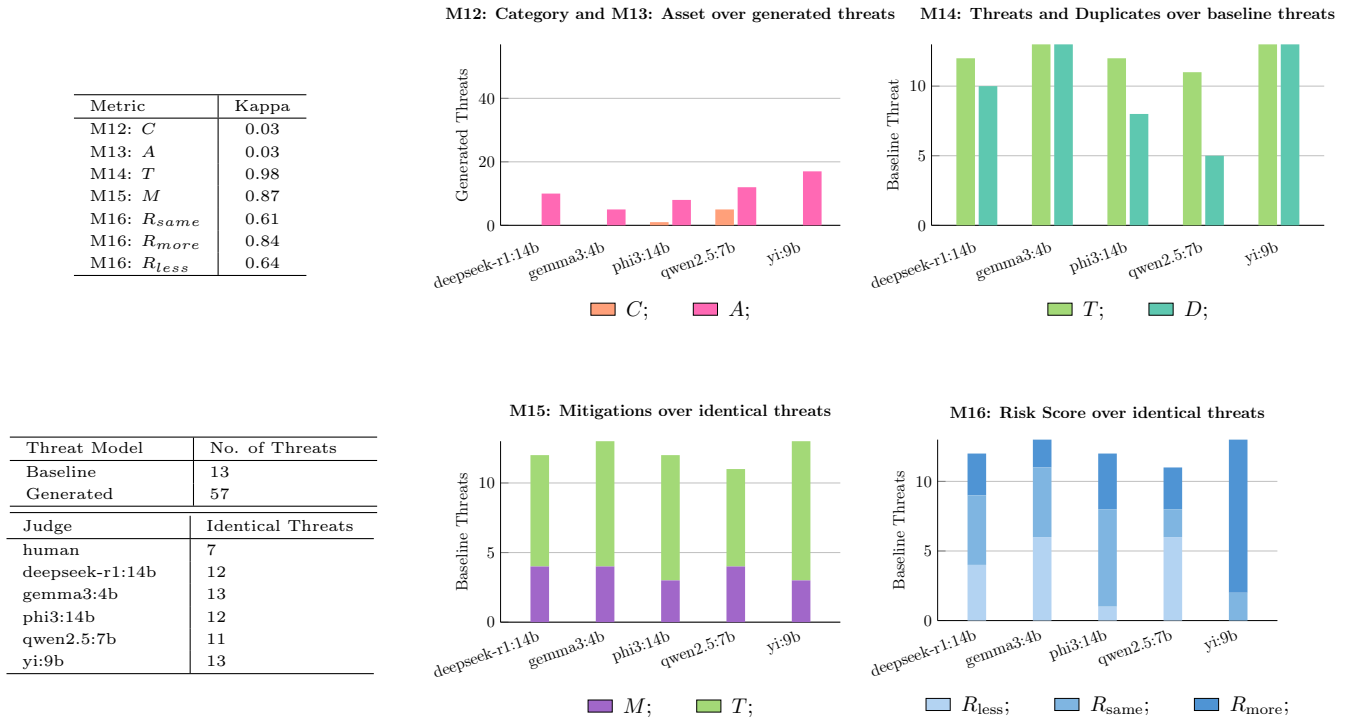 Metric Kappa
M12: C 0.03
M13: A 0.03
M14: T 0.98
M15: M 0.87
M16: R_same 0.61
M16: R_more 0.84
M16: R_less 0.64
M12: Category and M13: Asset over generated threats
Generated Threats
40
20
0
deepseek-r1:14b
gemma3:4b
phi3:14b
qwen2.5:7b
yi:9b
C; A;
M14: Threats and Duplicates over baseline threats
Baseline Threat
10
5
0
deepseek-r1:14b
gemma3:4b
phi3:14b
qwen2.5:7b
yi:9b
T; D;
Threat Model No. of Threats
Baseline 13
Generated 57
Judge Identical Threats
human 7
deepseek-r1:14b 12
gemma3:4b 13
phi3:14b 12
qwen2.5:7b 11
yi:9b 13
M15: Mitigations over identical threats
Baseline Threats
10
5
0
deepseek-r1:14b
gemma3:4b
phi3:14b
qwen2.5:7b
yi:9b
M; T;
M16: Risk Score over identical threats
Baseline Threats
10
5
0
deepseek-r1:14b
gemma3:4b
phi3:14b
qwen2.5:7b
yi:9b
R_less; R_same; R_more;